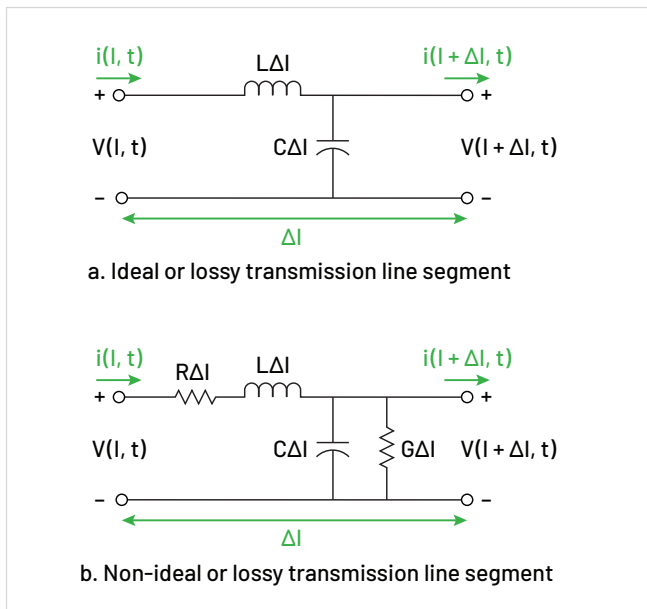 i(l, t) LΔl i(l + Δl, t)
+ +
V(l, t) CΔl V(l + Δl, t)
- -
Δl
a. Ideal or lossy transmission line segment
i(l, t) RΔl LΔl i(l + Δl, t)
+ +
V(l, t) CΔl GΔl V(l + Δl, t)
- -
Δl
b. Non-ideal or lossy transmission line segment